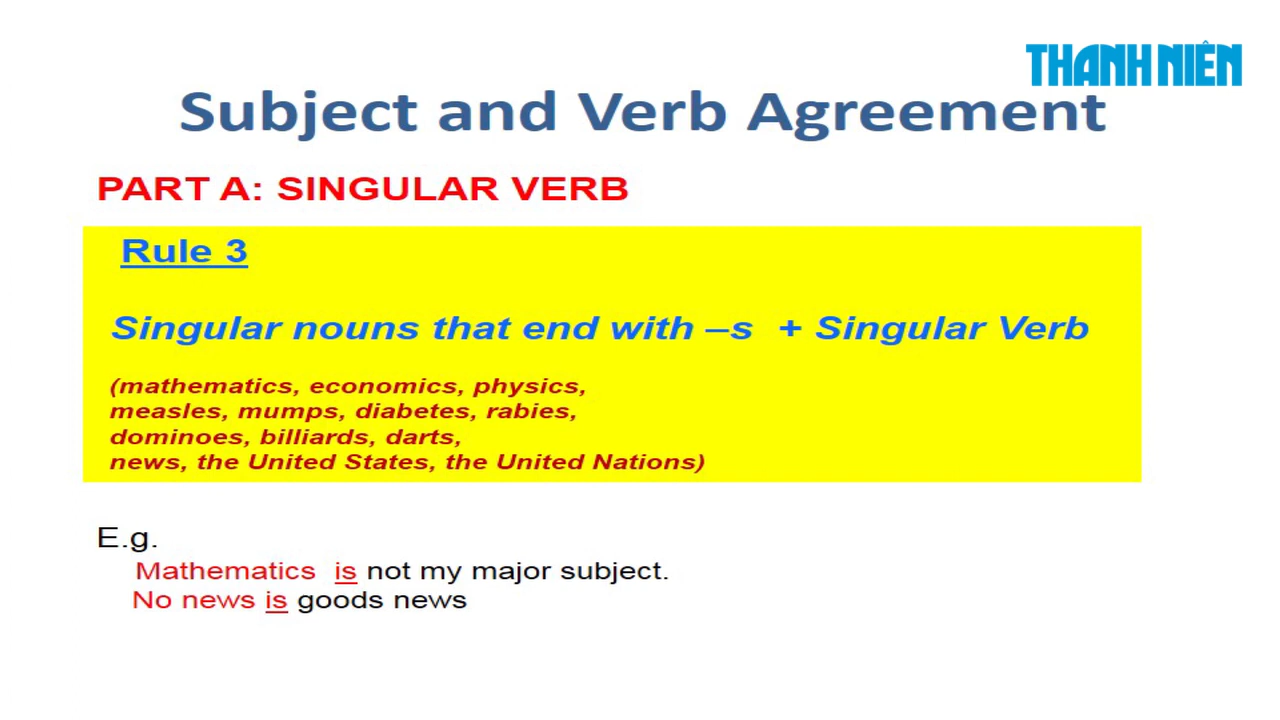 THANH NIÊN
Subject and Verb Agreement
PART A: SINGULAR VERB
Rule 3
Singular nouns that end with –s + Singular Verb
(mathematics, economics, physics,
measles, mumps, diabetes, rabies,
dominoes, billiards, darts,
news, the United States, the United Nations)
E.g.
Mathematics is not my major subject.
No news is goods news